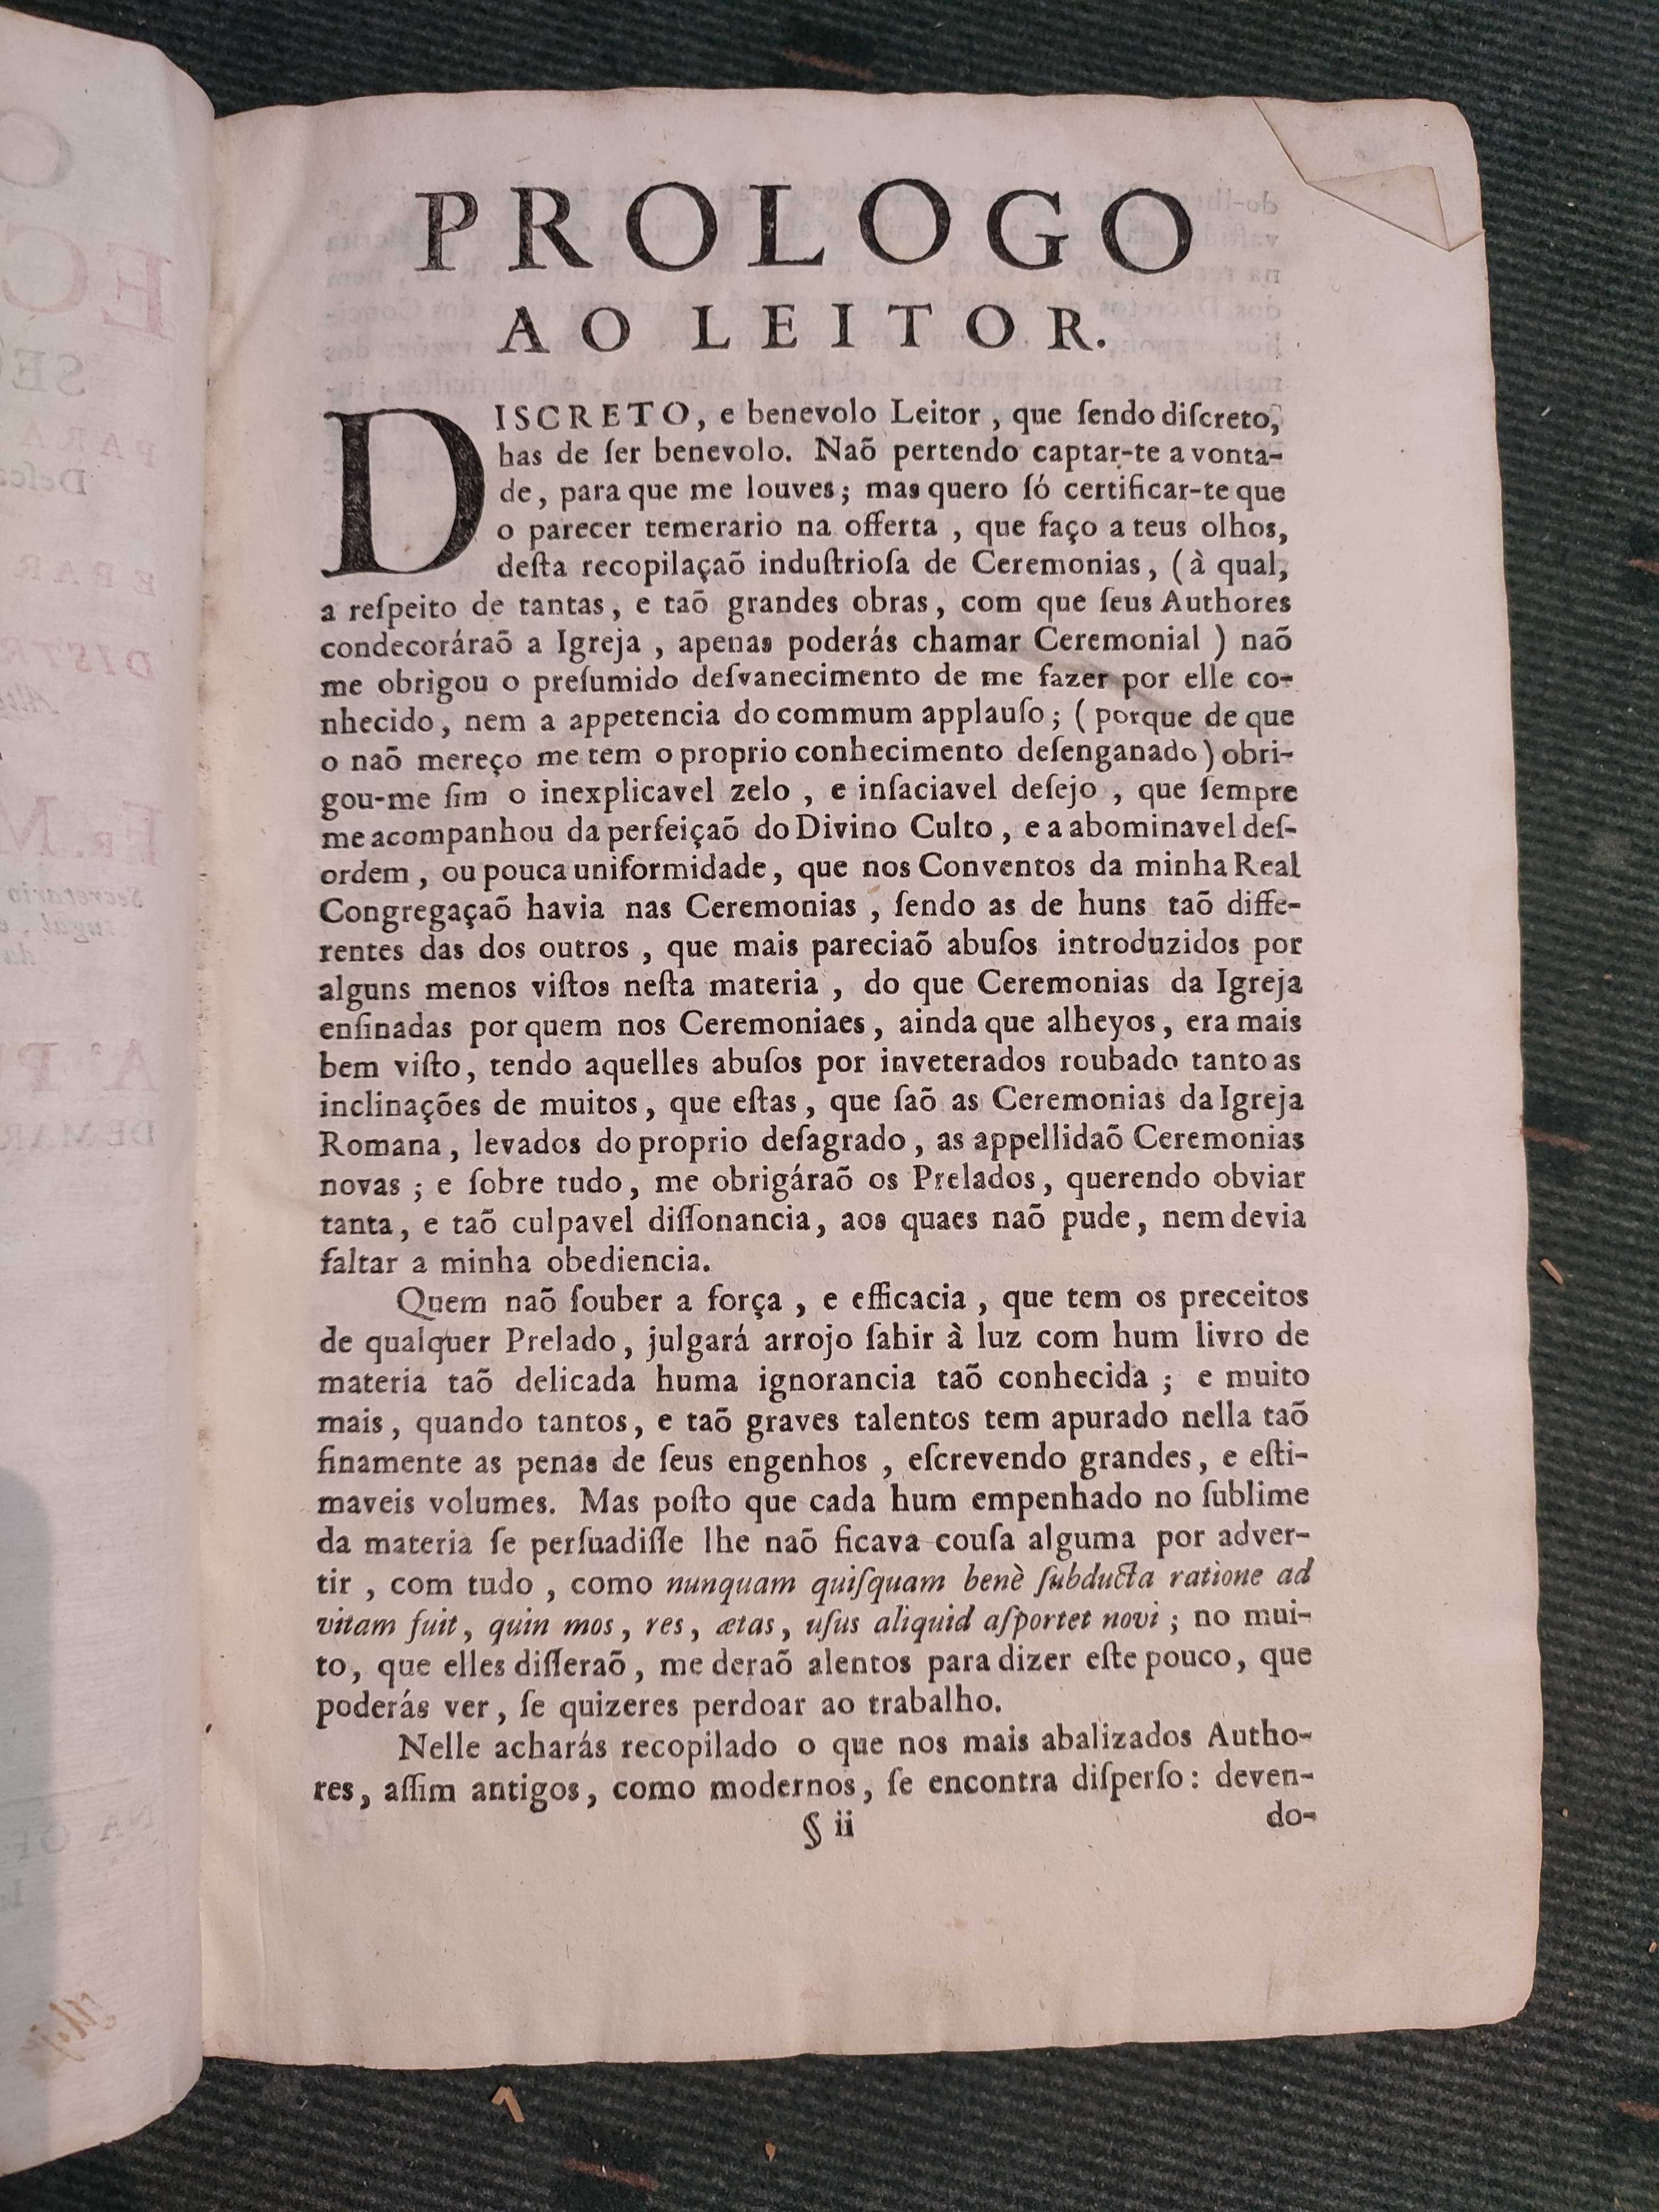 PROLOGO
AO LEITOR.
DISCRETO, e benevolo Leitor, que ſendo diſcreto,
has de ſer benevolo. Naõ pertendo captar-te a vonta-
de, para que me louves; mas quero ſó certificar-te que
o parecer temerario na offerta, que faço a teus olhos,
deſta recopilaçaõ induſtrioſa de Ceremonias, (à qual,
a reſpeito de tantas, e taõ grandes obras, com que ſeus Authores
condecoráraõ a Igreja, apenas poderás chamar Ceremonial) naõ
me obrigou o preſumido deſvanecimento de me fazer por elle co-
nhecido, nem a appetencia do commum applauſo; (porque de que
o naõ mereço me tem o proprio conhecimento deſenganado) obri-
gou-me ſim o inexplicavel zelo, e inſaciavel deſejo, que ſempre
me acompanhou da perfeiçaõ do Divino Culto, e a abominavel deſ-
ordem, ou pouca uniformidade, que nos Conventos da minha Real
Congregaçaõ havia nas Ceremonias, ſendo as de huns taõ diffe-
rentes das dos outros, que mais pareciaõ abuſos introduzidos por
alguns menos viſtos neſta materia, do que Ceremonias da Igreja
enſinadas por quem nos Ceremoniaes, ainda que alheyos, era mais
bem viſto, tendo aquelles abuſos por inveterados roubado tanto as
inclinações de muitos, que eſtas, que ſaõ as Ceremonias da Igreja
Romana, levados do proprio deſagrado, as appellidaõ Ceremonias
novas; e ſobre tudo, me obrigáraõ os Prelados, querendo obviar
tanta, e taõ culpavel diſſonancia, aos quaes naõ pude, nem devia
faltar a minha obediencia.
Quem naõ ſouber a força, e efficacia, que tem os preceitos
de qualquer Prelado, julgará arrojo ſahir à luz com hum livro de
materia taõ delicada huma ignorancia taõ conhecida; e muito
mais, quando tantos, e taõ graves talentos tem apurado nella taõ
finamente as penas de ſeus engenhos, eſcrevendo grandes, e eſti-
maveis volumes. Mas poſto que cada hum empenhado no ſublime
da materia ſe perſuadiſſe lhe naõ ficava couſa alguma por adver-
tir, com tudo, como nunquam quiſquam benè ſubducta ratione ad
vitam fuit, quin mos, res, ætas, uſus aliquid aſportet novi; no mui-
to, que elles diſſeraõ, me deraõ alentos para dizer eſte pouco, que
poderás ver, ſe quizeres perdoar ao trabalho.
Nelle acharás recopilado o que nos mais abalizados Autho-
res, aſſim antigos, como modernos, ſe encontra diſperſo: deven-
§ ii
do-